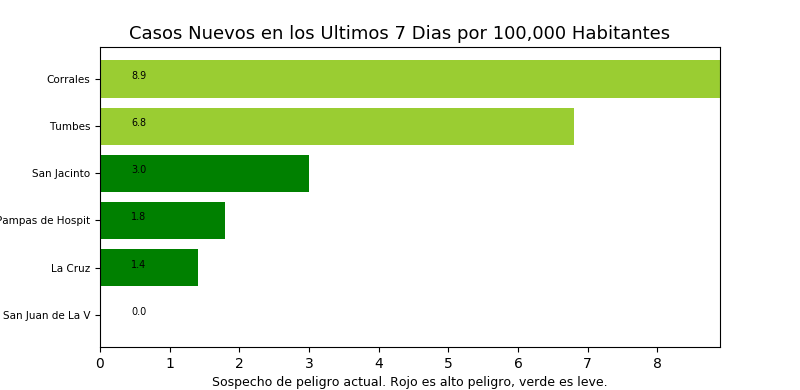 Casos Nuevos en los Ultimos 7 Dias por 100,000 Habitantes
Corrales 8.9
Tumbes 6.8
San Jacinto 3.0
Pampas de Hospit 1.8
La Cruz 1.4
San Juan de La V 0.0
0 1 2 3 4 5 6 7 8
Sospecho de peligro actual. Rojo es alto peligro, verde es leve.